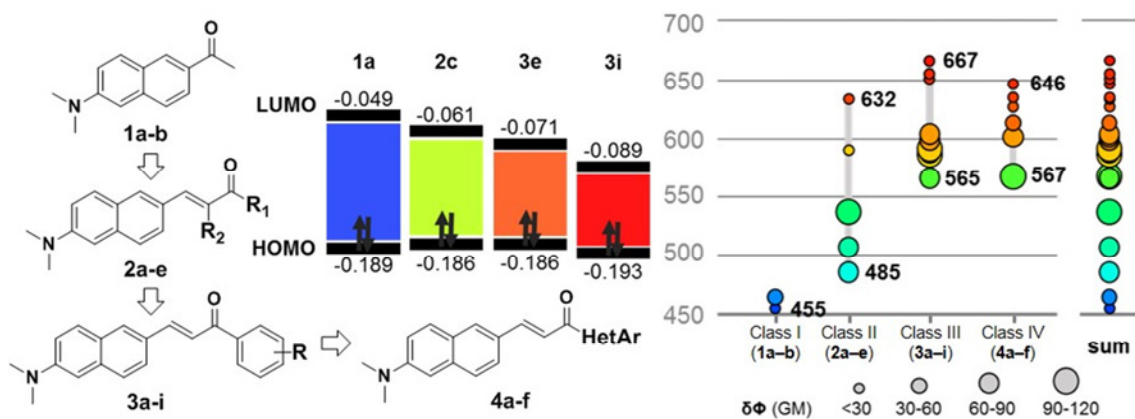 O
N
1a-b
O
R₁
R₂
N
2a-e
O
R
N
3a-i
O
HetAr
N
4a-f
1a
2c
3e
3i
LUMO
-0.049
-0.061
-0.071
-0.089
HOMO
-0.189
-0.186
-0.186
-0.193
700
650
600
550
500
450
455
632
485
667
565
646
567
Class I
(1a–b)
Class II
(2a–e)
Class III
(3a–i)
Class IV
(4a–f)
sum
δΦ (GM)
<30
30-60
60-90
90-120